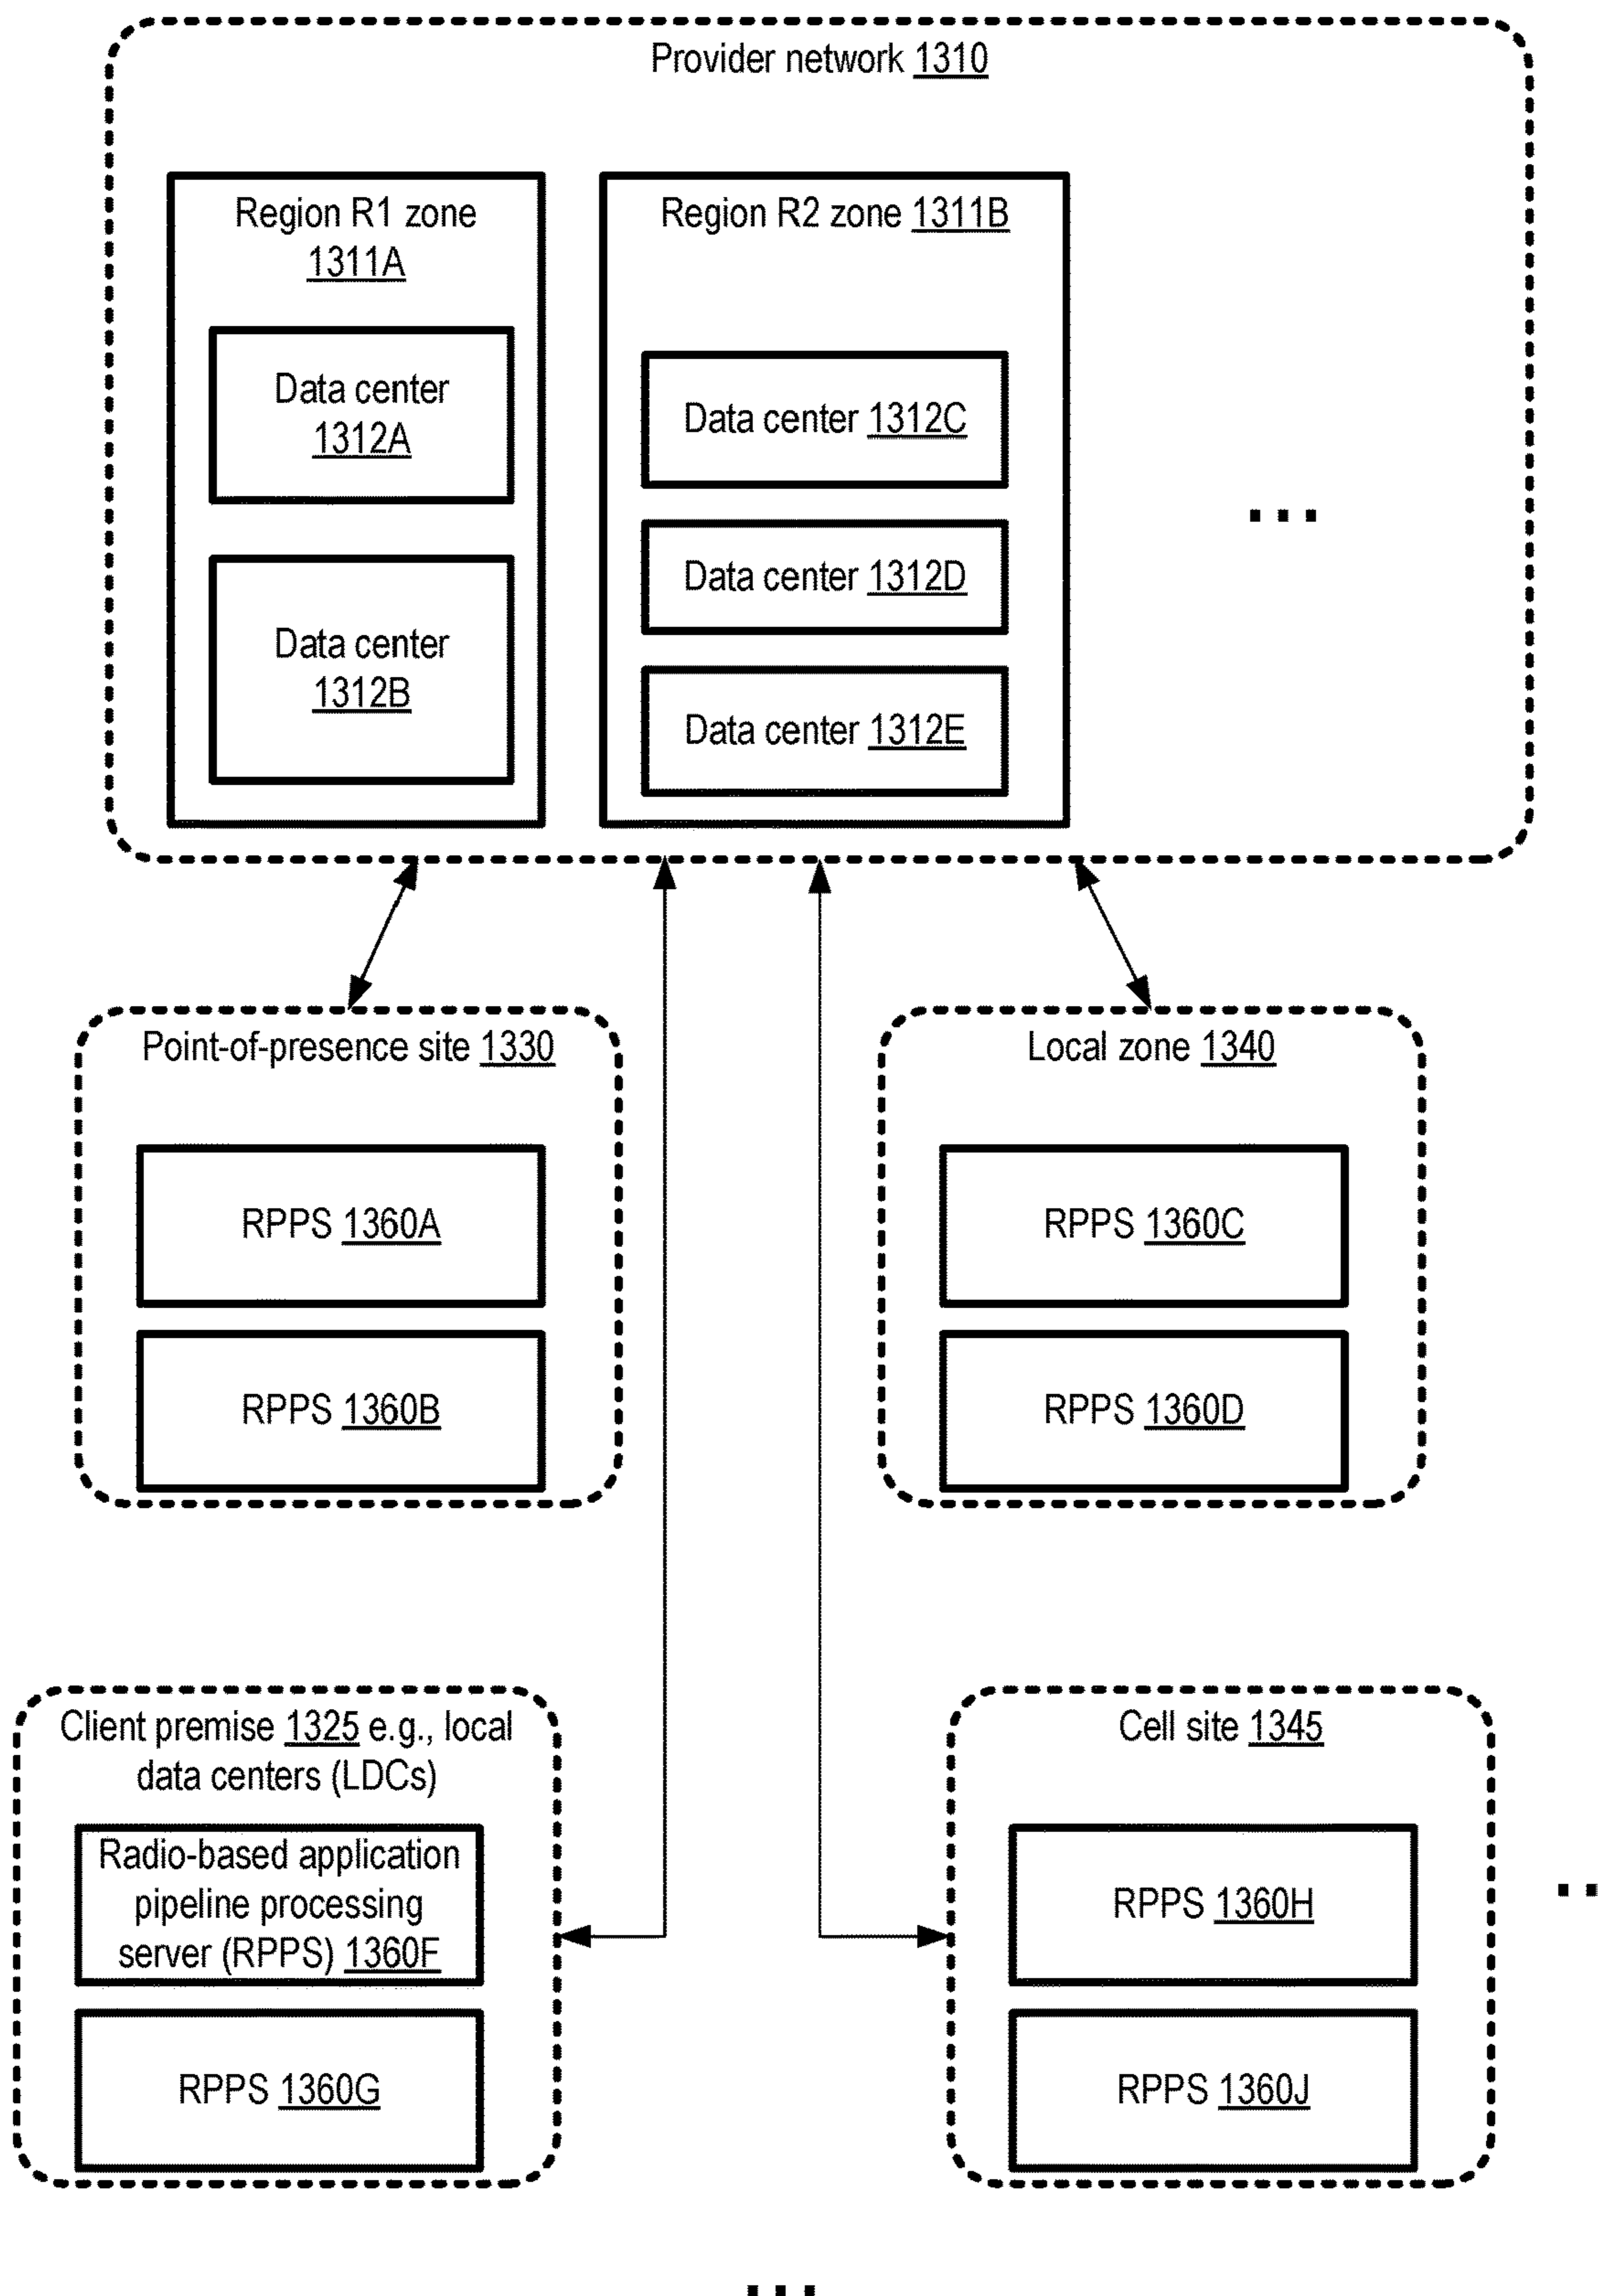 Provider network 1310
Region R1 zone
1311A
Data center
1312A
Data center
1312B
Region R2 zone 1311B
Data center 1312C
Data center 1312D
Data center 1312E
...
Point-of-presence site 1330
RPPS 1360A
RPPS 1360B
Local zone 1340
RPPS 1360C
RPPS 1360D
Client premise 1325 e.g., local
data centers (LDCs)
Radio-based application
pipeline processing
server (RPPS) 1360F
RPPS 1360G
Cell site 1345
RPPS 1360H
RPPS 1360J
..
...